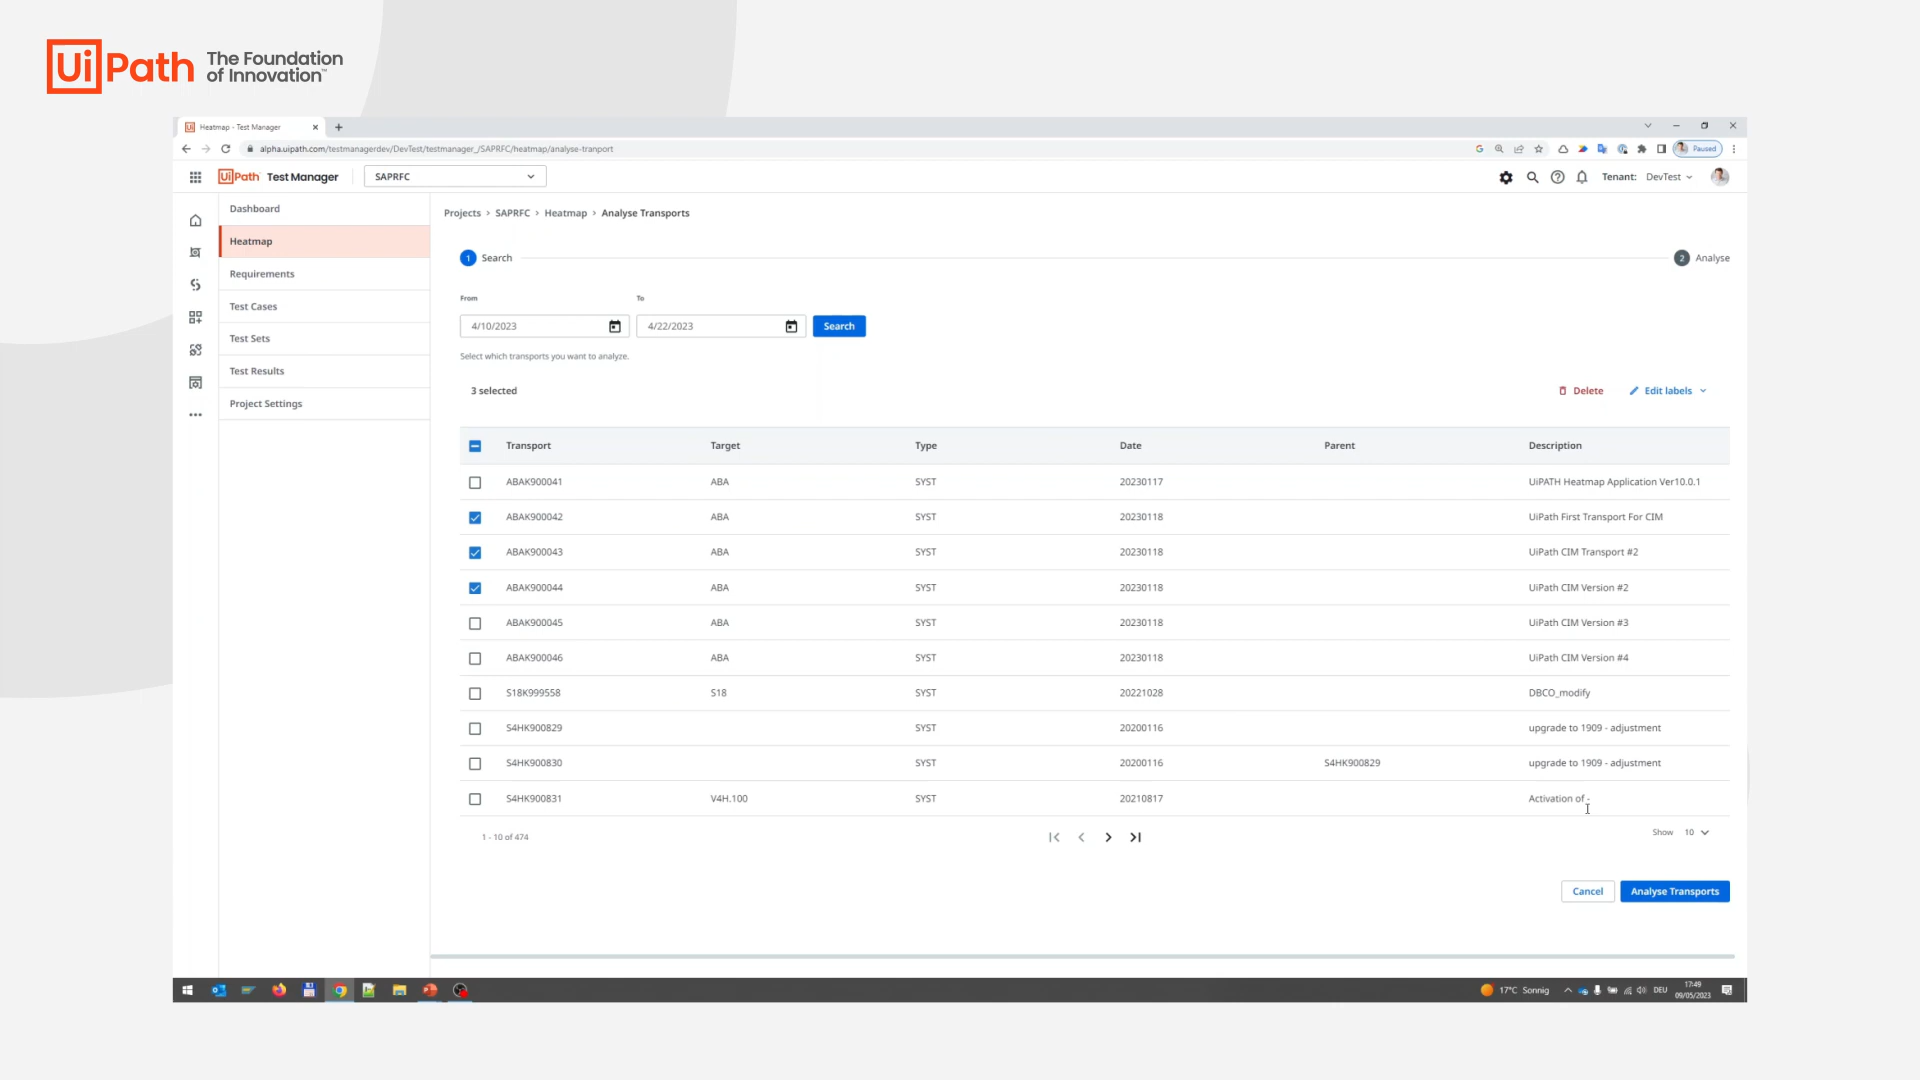 UiPath The Foundation
of Innovation™
Heatmap - Test Manager
alpha.uipath.com/testmanagerdev/DevTest/testmanager_/SAPRFC/heatmap/analyse-tranport
Paused
UiPath Test Manager
SAPRFC
Tenant: DevTest
Dashboard
Heatmap
Requirements
Test Cases
Test Sets
Test Results
Project Settings
Projects > SAPRFC > Heatmap > Analyse Transports
1 Search
2 Analyse
From To
4/10/2023 4/22/2023 Search
Select which transports you want to analyze.
3 selected Delete Edit labels
Transport Target Type Date Parent Description
ABAK900041 ABA SYST 20230117 UiPATH Heatmap Application Ver10.0.1
ABAK900042 ABA SYST 20230118 UiPath First Transport For CIM
ABAK900043 ABA SYST 20230118 UiPath CIM Transport #2
ABAK900044 ABA SYST 20230118 UiPath CIM Version #2
ABAK900045 ABA SYST 20230118 UiPath CIM Version #3
ABAK900046 ABA SYST 20230118 UiPath CIM Version #4
S18K999558 S18 SYST 20221028 DBCO_modify
S4HK900829 SYST 20200116 upgrade to 1909 - adjustment
S4HK900830 SYST 20200116 S4HK900829 upgrade to 1909 - adjustment
S4HK900831 V4H.100 SYST 20210817 Activation of -
1 - 10 of 474 Show 10
Cancel Analyse Transports
17°C Sonnig DEU 17:49
09/05/2023